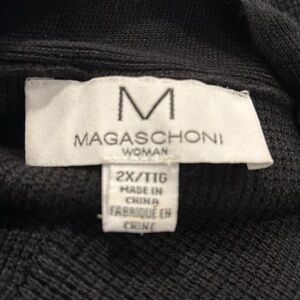 M
MAGASCHONI
WOMAN
2X/TTG
MADE IN
CHINA
FABRIQUÉ EN
CHINE